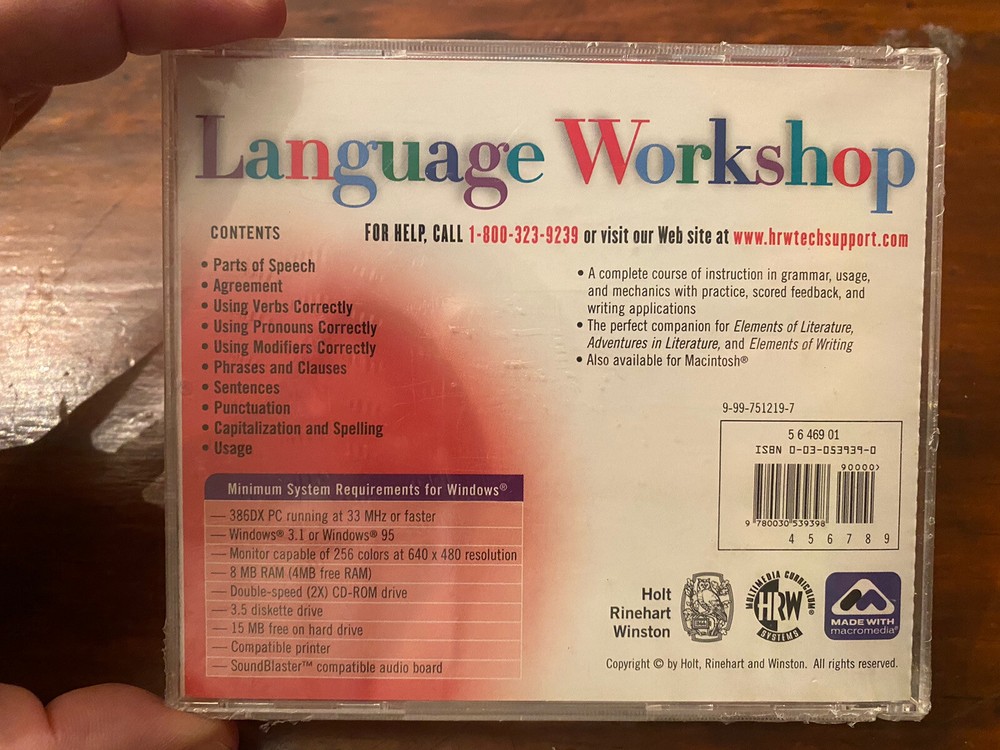 Language Workshop
CONTENTS
FOR HELP, CALL 1-800-323-9239 or visit our Web site at www.hrwtechsupport.com
• Parts of Speech
• Agreement
• Using Verbs Correctly
• Using Pronouns Correctly
• Using Modifiers Correctly
• Phrases and Clauses
• Sentences
• Punctuation
• Capitalization and Spelling
• Usage
• A complete course of instruction in grammar, usage,
and mechanics with practice, scored feedback, and
writing applications
• The perfect companion for Elements of Literature,
Adventures in Literature, and Elements of Writing
• Also available for Macintosh®
Minimum System Requirements for Windows®
— 386DX PC running at 33 MHz or faster
— Windows® 3.1 or Windows® 95
— Monitor capable of 256 colors at 640 x 480 resolution
— 8 MB RAM (4MB free RAM)
— Double-speed (2X) CD-ROM drive
— 3.5 diskette drive
— 15 MB free on hard drive
— Compatible printer
— SoundBlaster™ compatible audio board
9-99-751219-7
5 6 469 01
ISBN 0-03-053939-0
90000>
9 780030 539398
4 5 6 7 8 9
Holt
Rinehart
Winston
MULTIMEDIA CURRICULUM®
HRW
SYSTEMS
MADE WITH
macromedia®
Copyright © by Holt, Rinehart and Winston. All rights reserved.